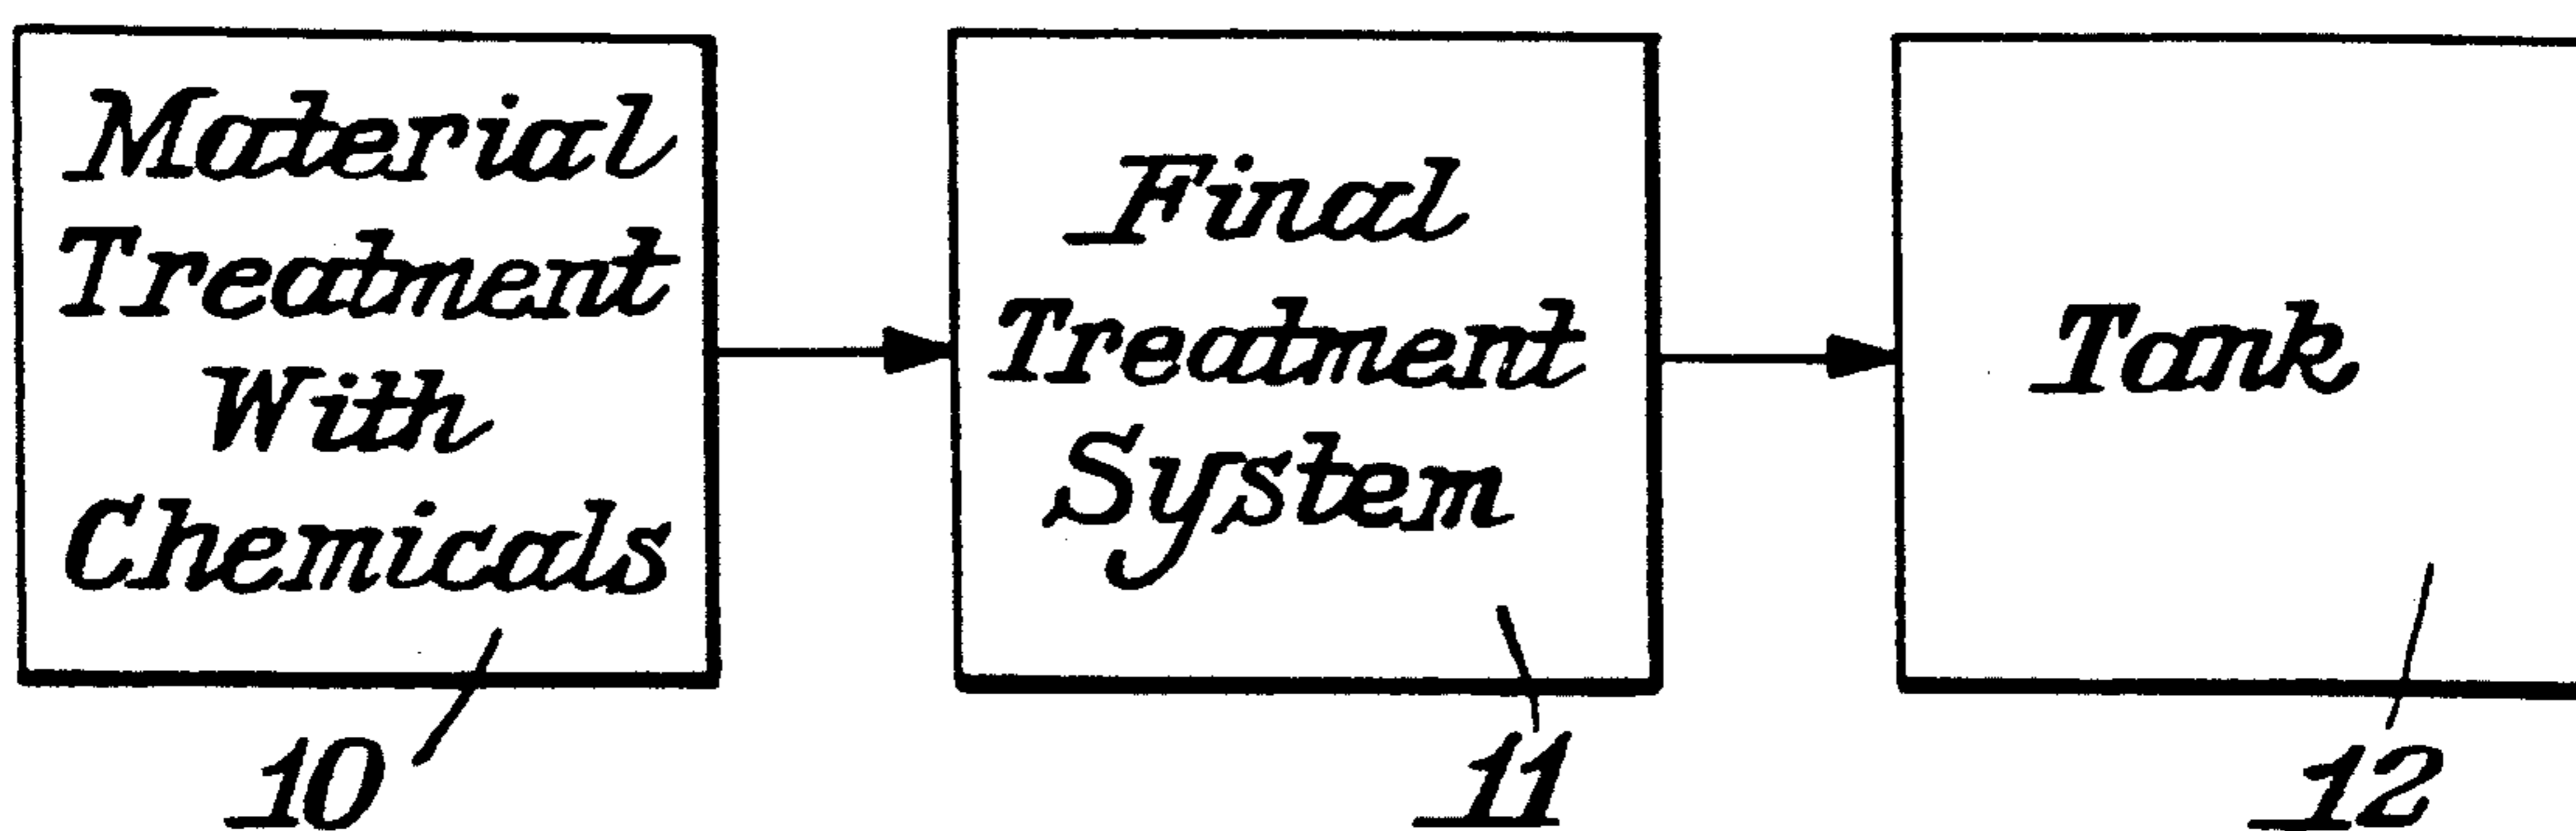 Material
Treatment
With
Chemicals
10
Final
Treatment
System
11
Tank
12